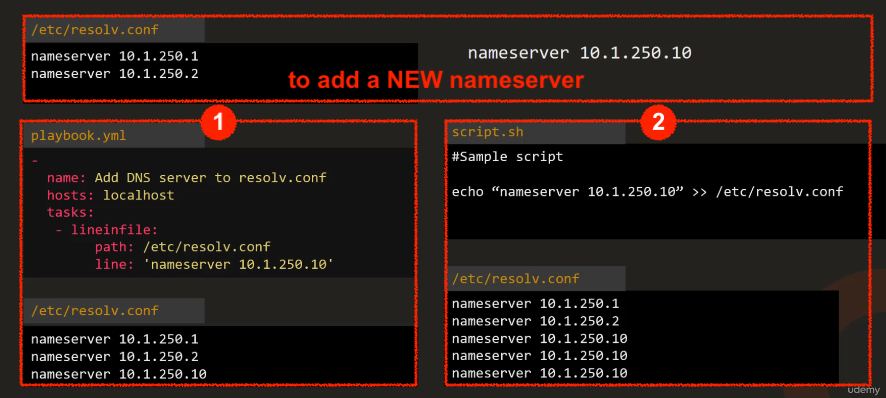 /etc/resolv.conf
nameserver 10.1.250.1
nameserver 10.1.250.2
nameserver 10.1.250.10
to add a NEW nameserver
1
playbook.yml
-
name: Add DNS server to resolv.conf
hosts: localhost
tasks:
- lineinfile:
path: /etc/resolv.conf
line: 'nameserver 10.1.250.10'
/etc/resolv.conf
nameserver 10.1.250.1
nameserver 10.1.250.2
nameserver 10.1.250.10
2
script.sh
#Sample script
echo “nameserver 10.1.250.10” >> /etc/resolv.conf
/etc/resolv.conf
nameserver 10.1.250.1
nameserver 10.1.250.2
nameserver 10.1.250.10
nameserver 10.1.250.10
nameserver 10.1.250.10
udemy